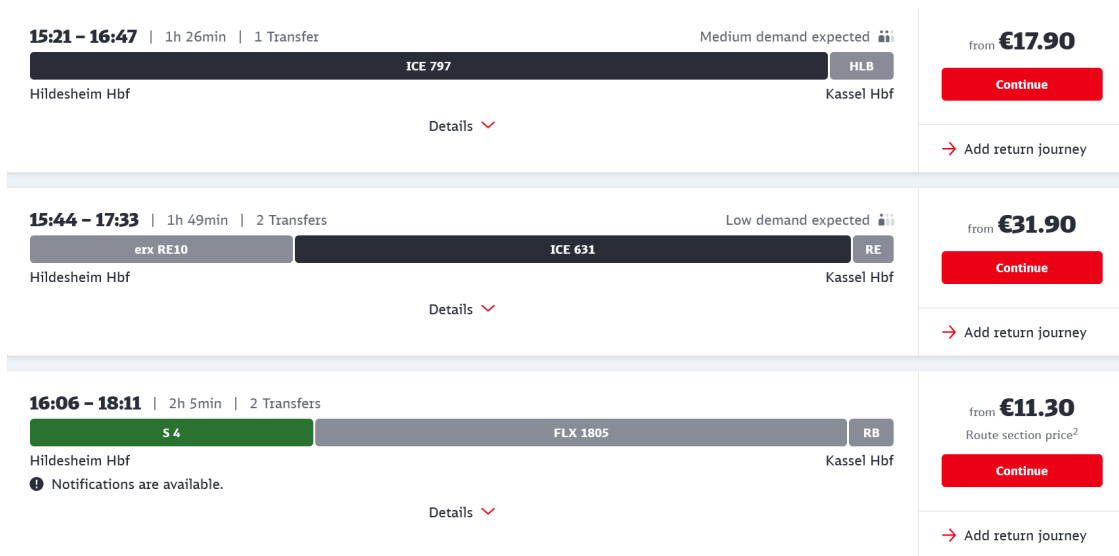 15:21 – 16:47 | 1h 26min | 1 Transfer Medium demand expected
from €17.90
ICE 797 HLB
Continue
Hildesheim Hbf Kassel Hbf
Details
Add return journey
15:44 – 17:33 | 1h 49min | 2 Transfers Low demand expected
from €31.90
erx RE10 ICE 631 RE
Continue
Hildesheim Hbf Kassel Hbf
Details
Add return journey
16:06 – 18:11 | 2h 5min | 2 Transfers
from €11.30
Route section price2
S 4 FLX 1805 RB
Continue
Hildesheim Hbf Kassel Hbf
Notifications are available.
Details
Add return journey